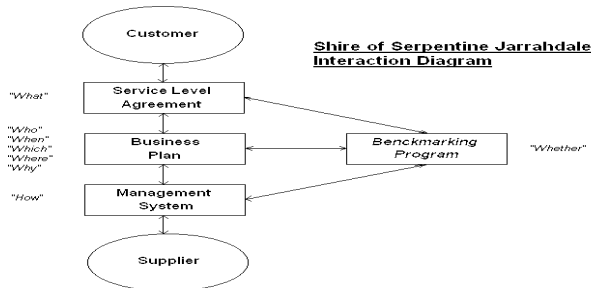 Customer
Shire of Serpentine Jarrahdale
Interaction Diagram
"What"
Service Level
Agreement
"Who"
"When"
"Which"
"Where"
"Why"
Business
Plan
Benckmarking
Program
"Whether"
"How"
Management
System
Supplier